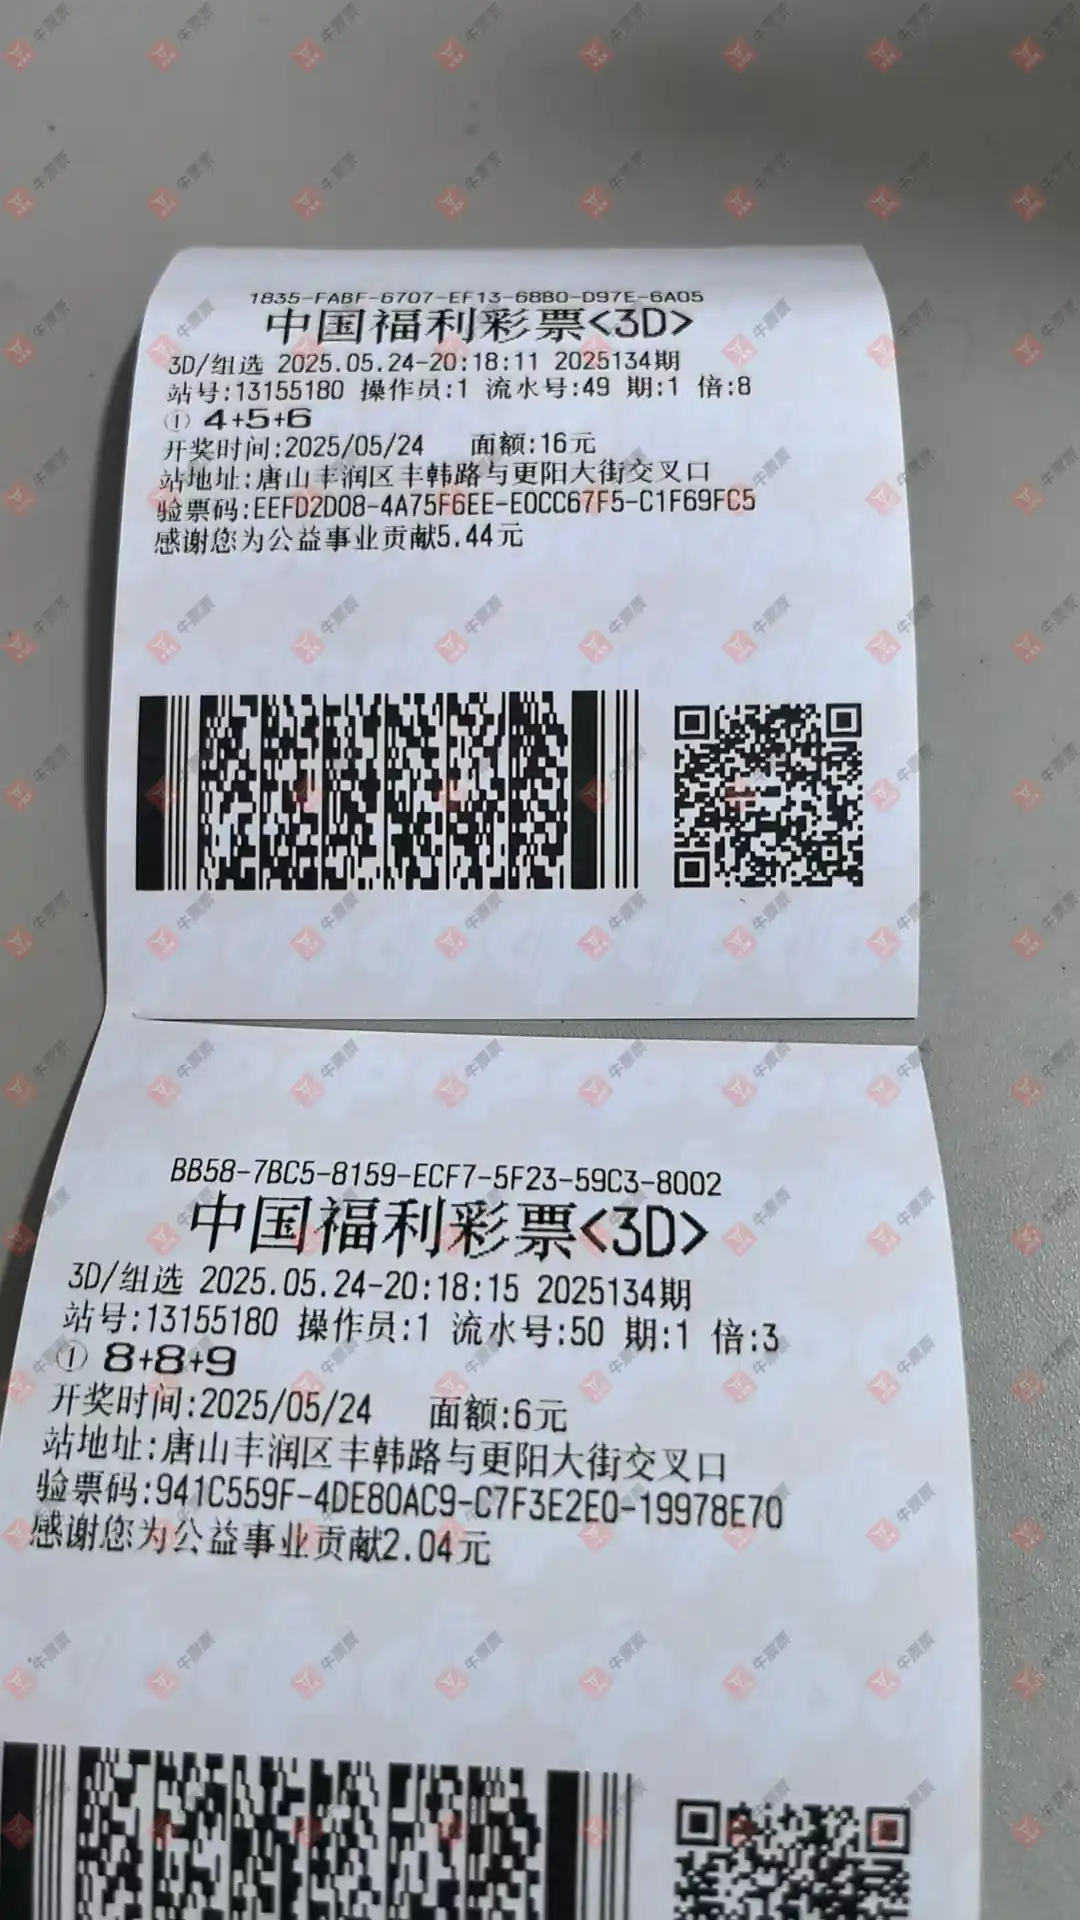 1835-FABF-6707-EF13-68B0-D97E-6A05
中国福利彩票<3D>
3D/组选 2025.05.24-20:18:11 2025134期
站号:13155180 操作员:1 流水号:49 期:1 倍:8
① 4+5+6
开奖时间:2025/05/24 面额:16元
站地址:唐山丰润区丰韩路与更阳大街交叉口
验票码:EEFD2D08-4A75F6EE-E0CC67F5-C1F69FC5
感谢您为公益事业贡献5.44元
BB58-7BC5-8159-ECF7-5F23-59C3-8002
中国福利彩票<3D>
3D/组选 2025.05.24-20:18:15 2025134期
站号:13155180 操作员:1 流水号:50 期:1 倍:3
① 8+8+9
开奖时间:2025/05/24 面额:6元
站地址:唐山丰润区丰韩路与更阳大街交叉口
验票码:941C559F-4DE80AC9-C7F3E2E0-19978E70
感谢您为公益事业贡献2.04元
牛票票